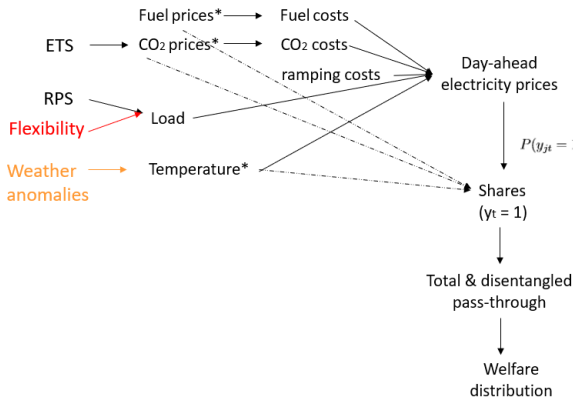 Fuel prices*
Fuel costs
ETS
CO2 prices*
CO2 costs
ramping costs
Day-ahead
electricity prices
RPS
Flexibility
Load
P(yjt =
Weather
anomalies
Temperature*
Shares
(yt = 1)
Total & disentangled
pass-through
Welfare
distribution